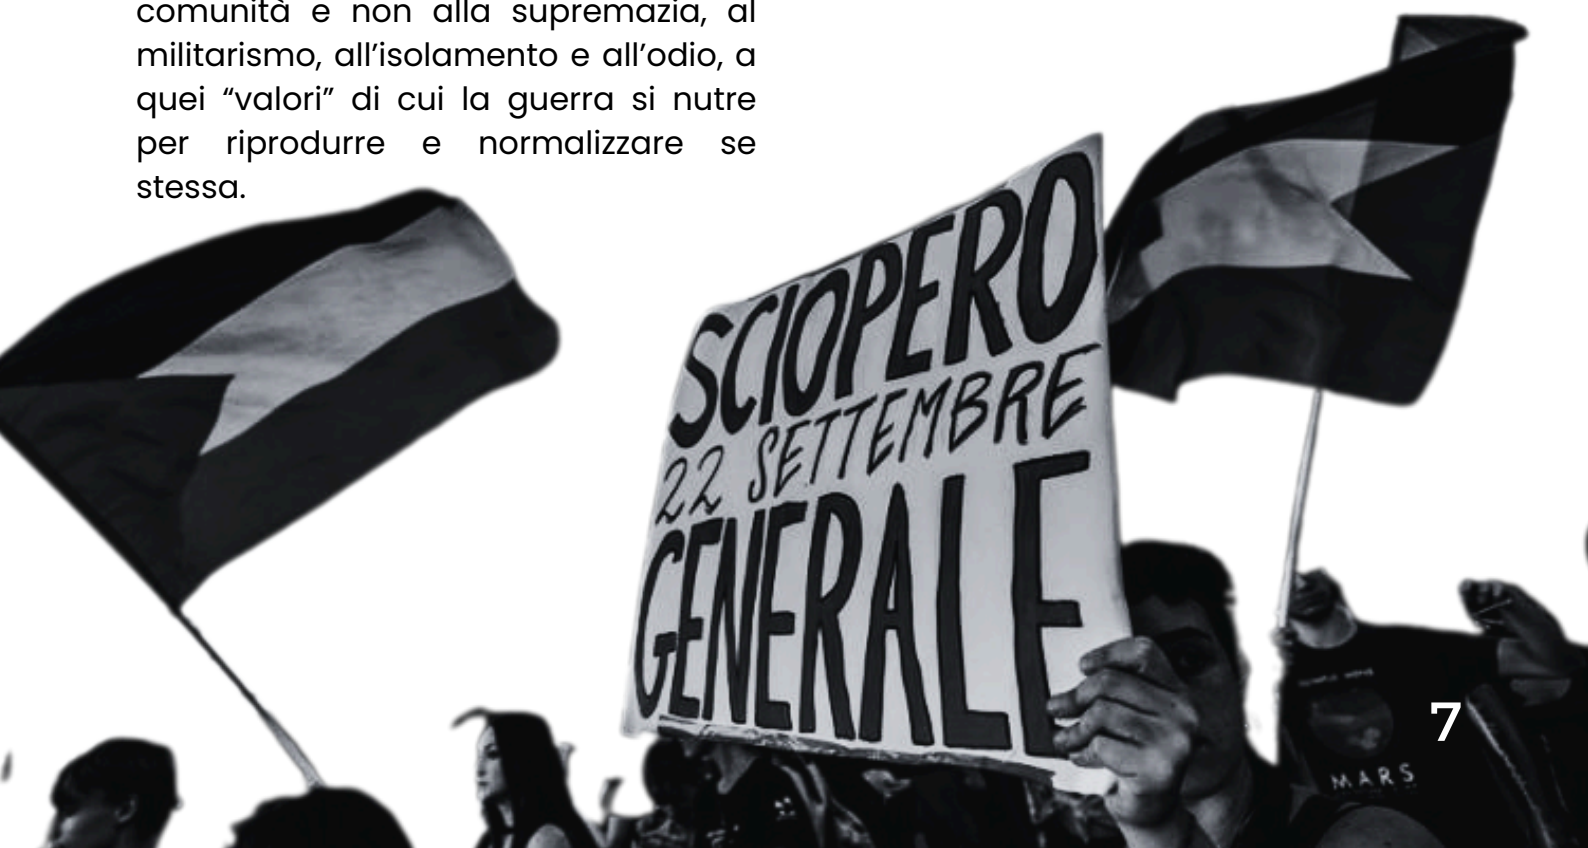 comunità e non alla supremazia, al
militarismo, all’isolamento e all’odio, a
quei “valori” di cui la guerra si nutre
per riprodurre e normalizzare se
stessa.
SCIOPERO
22 SETTEMBRE
GENERALE
MARS
7